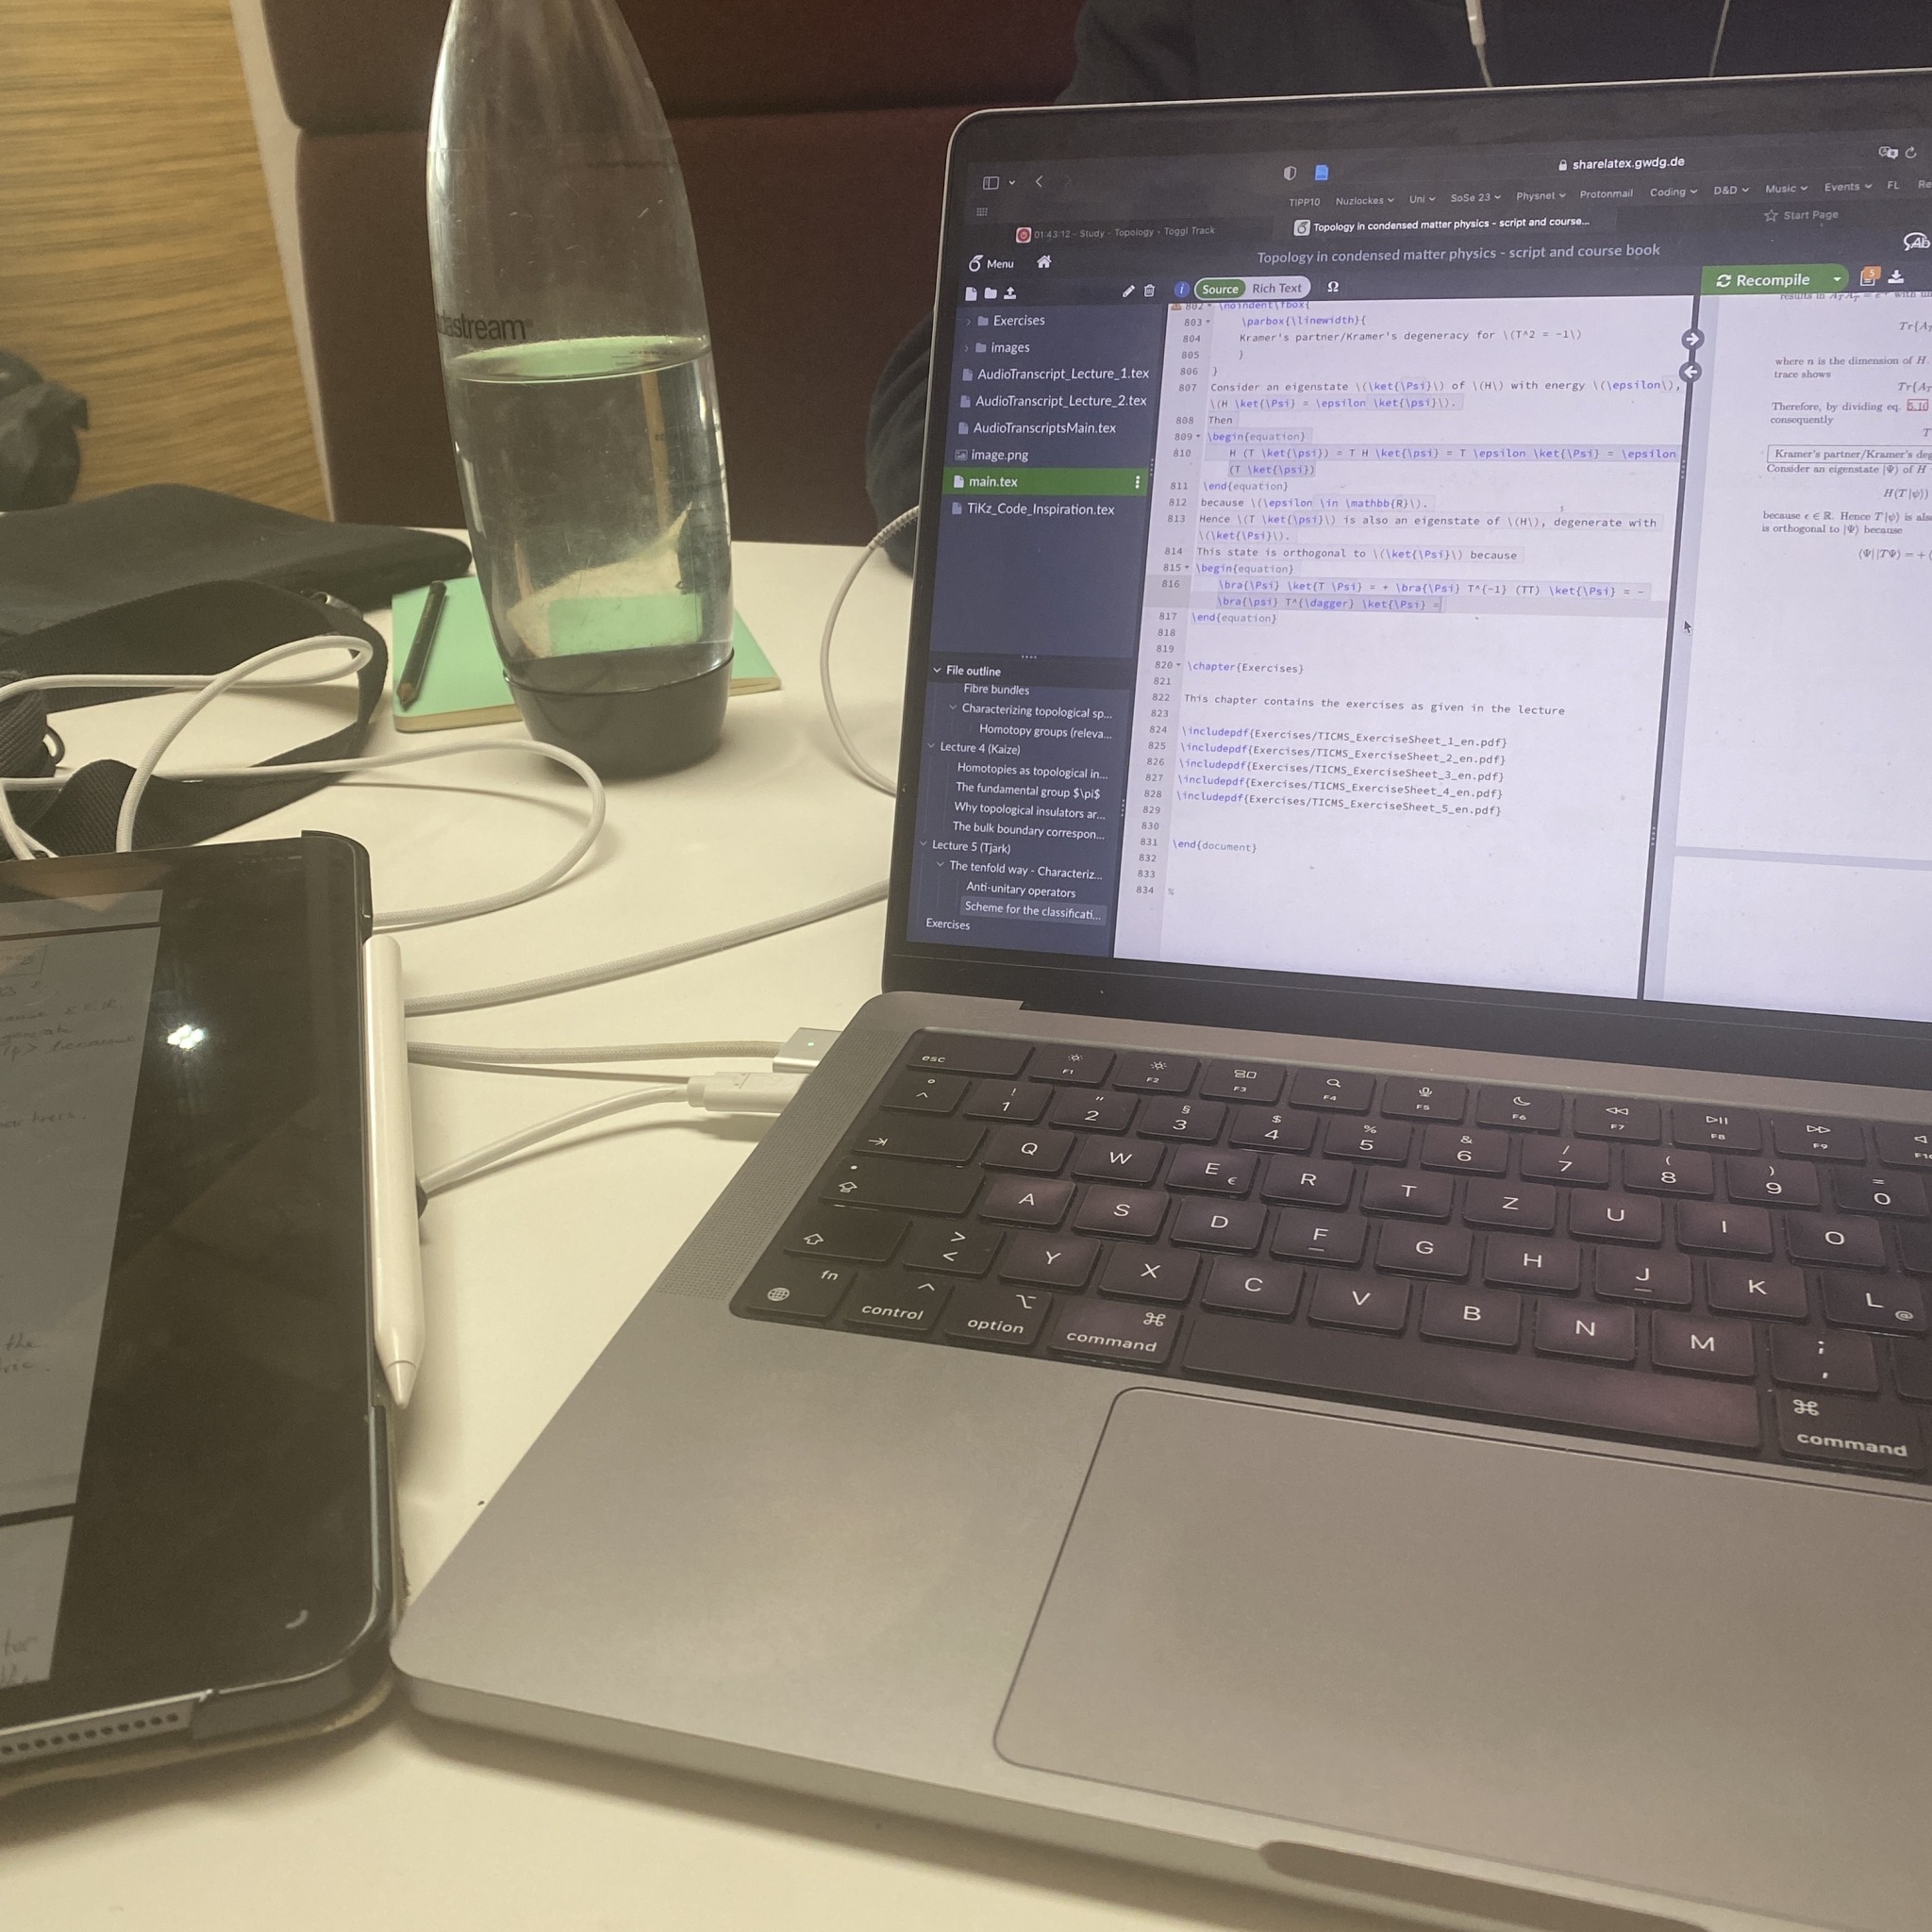 dastream
sharelatex.gwdg.de
TIPP10 Nuzlockes Uni SoSe 23 Physnet Protonmail Coding D&D Music Events FL Re
01:43:12 - Study - Topology - Toggl Track
Topology in condensed matter physics - script and course...
Start Page
Menu
Topology in condensed matter physics - script and course book
Source Rich Text Ω
Recompile
5
Exercises
images
AudioTranscript_Lecture_1.tex
AudioTranscript_Lecture_2.tex
AudioTranscriptsMain.tex
image.png
main.tex
TiKz_Code_Inspiration.tex
File outline
Fibre bundles
Characterizing topological sp...
Homotopy groups (releva...
Lecture 4 (Kaize)
Homotopies as topological in...
The fundamental group $\pi$
Why topological insulators ar...
The bulk boundary correspon...
Lecture 5 (Tjark)
The tenfold way - Characteriz...
Anti-unitary operators
Scheme for the classificati...
Exercises
802 \noindent\fbox{
803 \parbox{\linewidth}{
804 Kramer's partner/Kramer's degeneracy for \(T^2 = -1\)
805 }
806 }
807 Consider an eigenstate \(\ket{\Psi}\) of \(H\) with energy \(\epsilon\),
\(H \ket{\Psi} = \epsilon \ket{\psi}\).
808 Then
809 \begin{equation}
810 H (T \ket{\psi}) = T H \ket{\psi} = T \epsilon \ket{\Psi} = \epsilon
(T \ket{\psi})
811 \end{equation}
812 because \(\epsilon \in \mathbb{R}\).
813 Hence \(T \ket{\psi}\) is also an eigenstate of \(H\), degenerate with
\(\ket{\Psi}\).
814 This state is orthogonal to \(\ket{\Psi}\) because
815 \begin{equation}
816 \bra{\Psi} \ket{T \Psi} = + \bra{\Psi} T^{-1} (TT) \ket{\Psi} = -
\bra{\psi} T^{\dagger} \ket{\Psi} =
817 \end{equation}
818
819
820 \chapter{Exercises}
821
822 This chapter contains the exercises as given in the lecture
823
824 \includepdf{Exercises/TICMS_ExerciseSheet_1_en.pdf}
825 \includepdf{Exercises/TICMS_ExerciseSheet_2_en.pdf}
826 \includepdf{Exercises/TICMS_ExerciseSheet_3_en.pdf}
827 \includepdf{Exercises/TICMS_ExerciseSheet_4_en.pdf}
828 \includepdf{Exercises/TICMS_ExerciseSheet_5_en.pdf}
829
830
831 \end{document}
832
833
834 %
Tr{A
where n is the dimension of H.
trace shows
Tr{A
Therefore, by dividing eq. 5.10
consequently
T
Kramer's partner/Kramer's deg
Consider an eigenstate |Ψ⟩ of H
H(T|ψ⟩)
because ϵ ∈ ℝ. Hence T|ψ⟩ is als
is orthogonal to |Ψ⟩ because
⟨Ψ||TΨ⟩ = +
because
the
esc F1 F2 F3 F4 F5 F6 F7 F8 F9 F10
° ^ ! 1 " 2 § 3 $ 4 % 5 & 6 / 7 ( 8 ) 9 = 0
Q W E € R T Z U I O
A S D F G H J K L @
> < Y X C V B N M ; ,
fn control option command command